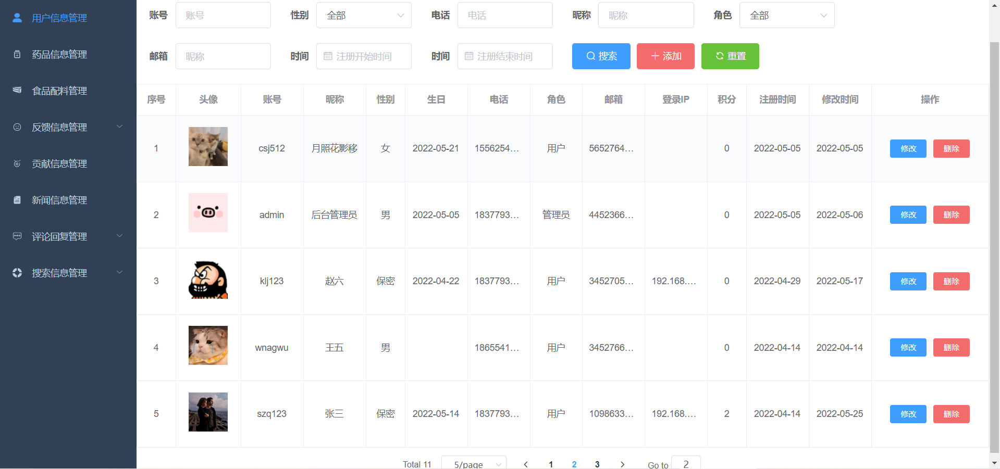 用户信息管理
药品信息管理
食品配料管理
反馈信息管理
贡献信息管理
新闻信息管理
评论回复管理
搜索信息管理
账号 账号 性别 全部 电话 电话 昵称 昵称 角色 全部
邮箱 昵称 时间 注册开始时间 时间 注册结束时间 搜索 添加 重置
序号 头像 账号 昵称 性别 生日 电话 角色 邮箱 登录IP 积分 注册时间 修改时间 操作
1 csj512 月照花影移 女 2022-05-21 1556254... 用户 5652764... 0 2022-05-05 2022-05-05 修改 删除
2 admin 后台管理员 男 2022-05-05 1837793... 管理员 4452366... 0 2022-05-05 2022-05-06 修改 删除
3 klj123 赵六 保密 2022-04-22 1837793... 用户 3452705... 192.168.... 0 2022-04-29 2022-05-17 修改 删除
4 wnagwu 王五 男 1865541... 用户 3452766... 0 2022-04-14 2022-04-14 修改 删除
5 szq123 张三 保密 2022-05-14 1837793... 用户 1098633... 192.168.... 2 2022-04-14 2022-05-25 修改 删除
Total 11 5/page 1 2 3 Go to 2